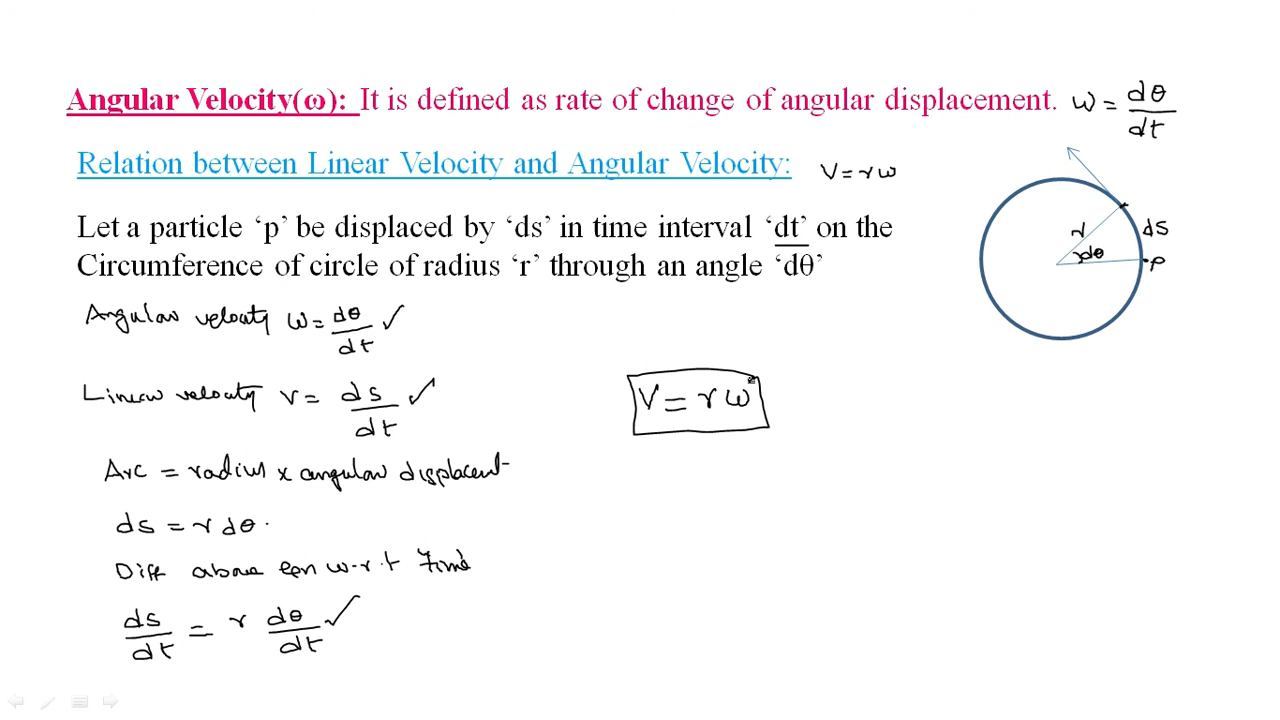 Angular Velocity(ω): It is defined as rate of change of angular displacement. ω = dθ/dt
Relation between Linear Velocity and Angular Velocity: V = rω
Let a particle ‘p’ be displaced by ‘ds’ in time interval ‘dt’ on the
Circumference of circle of radius ‘r’ through an angle ‘dθ’
r
ds
dθ
P
Angular velocity ω = dθ/dt ✓
Linear velocity v = ds/dt ✓
V = rω
Arc = radius x angular displacent
ds = r dθ.
Diff above eqn w.r.t time
ds/dt = r dθ/dt ✓